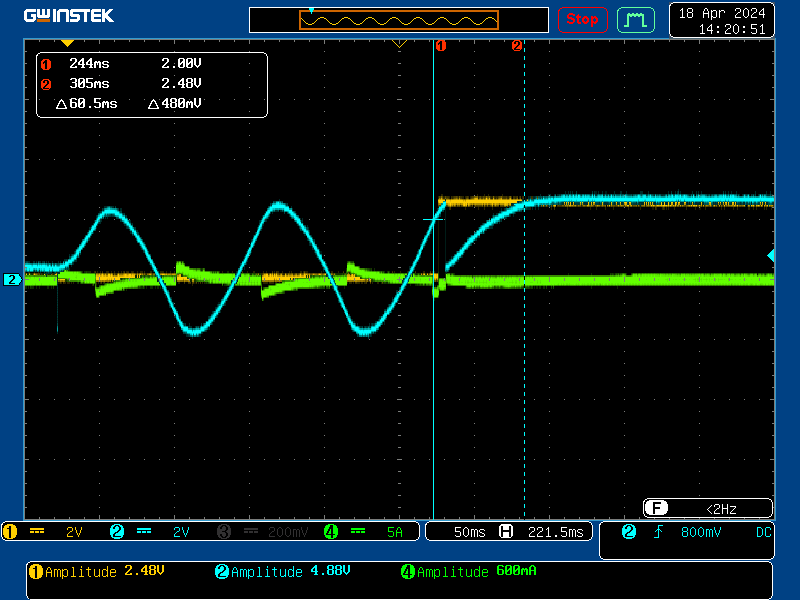 GWINSTEK
Stop
18 Apr 2024
14:20:51
1 2
1 244ms 2.00V
2 305ms 2.48V
△60.5ms △480mV
2
F <2Hz
1 2V 2 2V 3 200mV 4 5A 50ms H 221.5ms 2 800mV DC
1 Amplitude 2.48V 2 Amplitude 4.88V 4 Amplitude 600mA